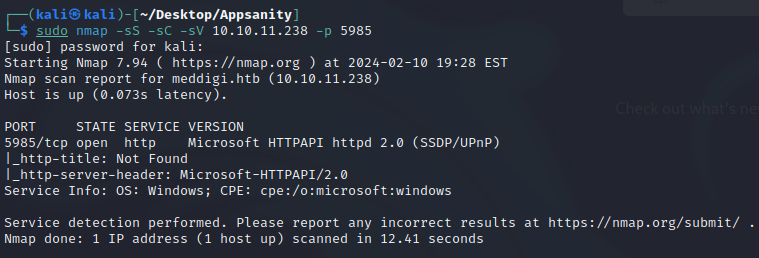 ┌──(kali㉿kali)-[~/Desktop/Appsanity]
└─$ sudo nmap -sS -sC -sV 10.10.11.238 -p 5985
[sudo] password for kali:
Starting Nmap 7.94 ( https://nmap.org ) at 2024-02-10 19:28 EST
Nmap scan report for meddigi.htb (10.10.11.238)
Host is up (0.073s latency).

PORT     STATE SERVICE VERSION
5985/tcp open  http    Microsoft HTTPAPI httpd 2.0 (SSDP/UPnP)
|_http-title: Not Found
|_http-server-header: Microsoft-HTTPAPI/2.0
Service Info: OS: Windows; CPE: cpe:/o:microsoft:windows

Service detection performed. Please report any incorrect results at https://nmap.org/submit/ .
Nmap done: 1 IP address (1 host up) scanned in 12.41 seconds
Check out what's ne